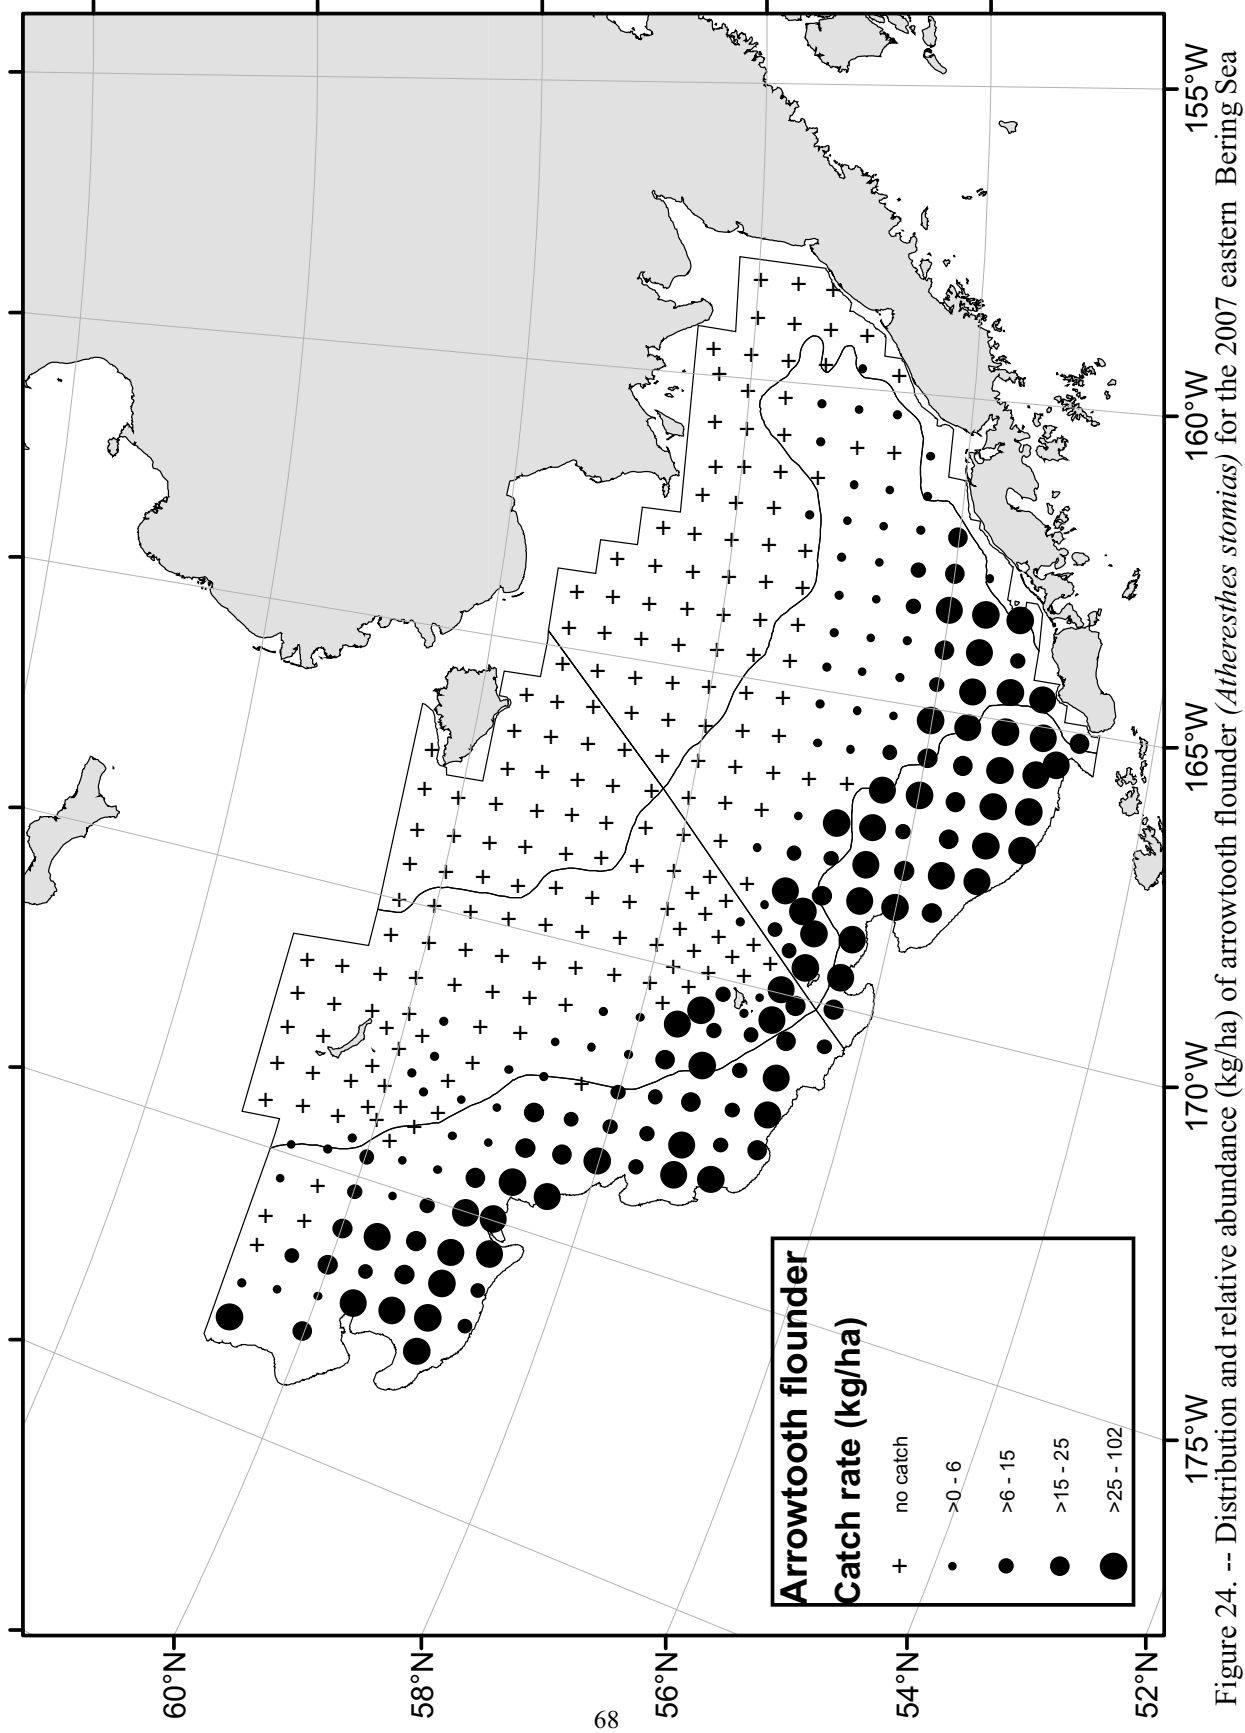 60°N
58°N
56°N
54°N
52°N
175°W
170°W
165°W
160°W
155°W
Arrowtooth flounder
Catch rate (kg/ha)
no catch
>0 - 6
>6 - 15
>15 - 25
>25 - 102
Figure 24. -- Distribution and relative abundance (kg/ha) of arrowtooth flounder (Atheresthes stomias) for the 2007 eastern Bering Sea
68